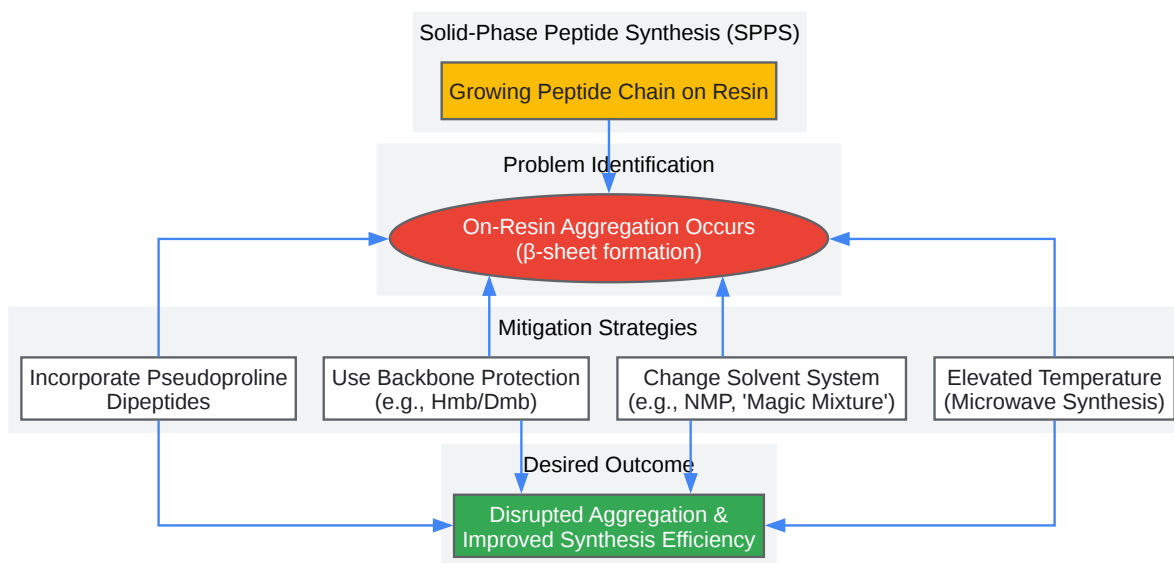 Solid-Phase Peptide Synthesis (SPPS)
Growing Peptide Chain on Resin
Problem Identification
On-Resin Aggregation Occurs
(β-sheet formation)
Mitigation Strategies
Incorporate Pseudoproline
Dipeptides
Use Backbone Protection
(e.g., Hmb/Dmb)
Change Solvent System
(e.g., NMP, 'Magic Mixture')
Elevated Temperature
(Microwave Synthesis)
Desired Outcome
Disrupted Aggregation &
Improved Synthesis Efficiency